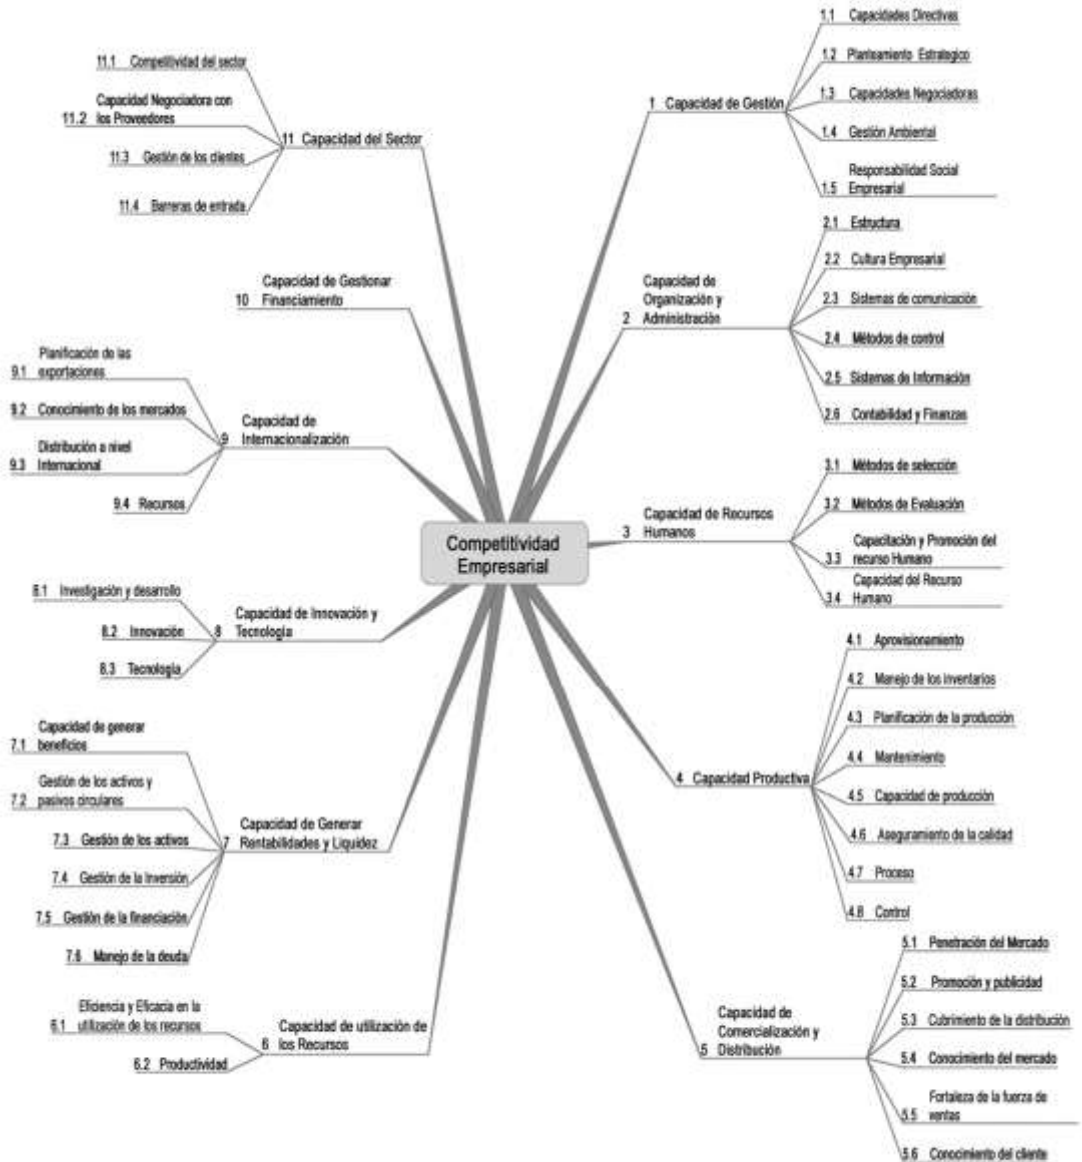 Competitividad
Empresarial
1 Capacidad de Gestión
1.1 Capacidades Directivas
1.2 Planteamiento Estrategico
1.3 Capacidades Negociadoras
1.4 Gestión Ambiental
Responsabilidad Social
1.5 Empresarial
Capacidad de
Organización y
2 Administración
2.1 Estructura
2.2 Cultura Empresarial
2.3 Sistemas de comunicación
2.4 Métodos de control
2.5 Sistemas de Información
2.6 Contabilidad y Finanzas
Capacidad de Recursos
3 Humanos
3.1 Métodos de selección
3.2 Métodos de Evaluación
Capacitación y Promoción del
3.3 recurso Humano
Capacidad del Recurso
3.4 Humano
4 Capacidad Productiva
4.1 Aprovisionamiento
4.2 Manejo de los inventarios
4.3 Planificación de la producción
4.4 Mantenimiento
4.5 Capacidad de producción
4.6 Aseguramiento de la calidad
4.7 Proceso
4.8 Control
Capacidad de
Comercialización y
5 Distribución
5.1 Penetración del Mercado
5.2 Promoción y publicidad
5.3 Cubrimiento de la distribución
5.4 Conocimiento del mercado
Fortaleza de la fuerza de
5.5 ventas
5.6 Conocimiento del cliente
Capacidad de utilización de
6 los Recursos
Eficiencia y Eficacia en la
6.1 utilización de los recursos
6.2 Productividad
Capacidad de Generar
7 Rentabilidades y Liquidez
Capacidad de generar
7.1 beneficios
Gestión de los activos y
7.2 pasivos circulares
7.3 Gestión de los activos
7.4 Gestión de la Inversión
7.5 Gestión de la financiación
7.6 Manejo de la deuda
Capacidad de Innovación y
8 Tecnología
8.1 Investigación y desarrollo
8.2 Innovación
8.3 Tecnología
Capacidad de
9 Internacionalización
Planificación de las
9.1 exportaciones
9.2 Conocimiento de los mercados
Distribución a nivel
9.3 Internacional
9.4 Recursos
Capacidad de Gestionar
10 Financiamiento
11 Capacidad del Sector
11.1 Competitividad del sector
Capacidad Negociadora con
11.2 los Proveedores
11.3 Gestión de los clientes
11.4 Barreras de entrada